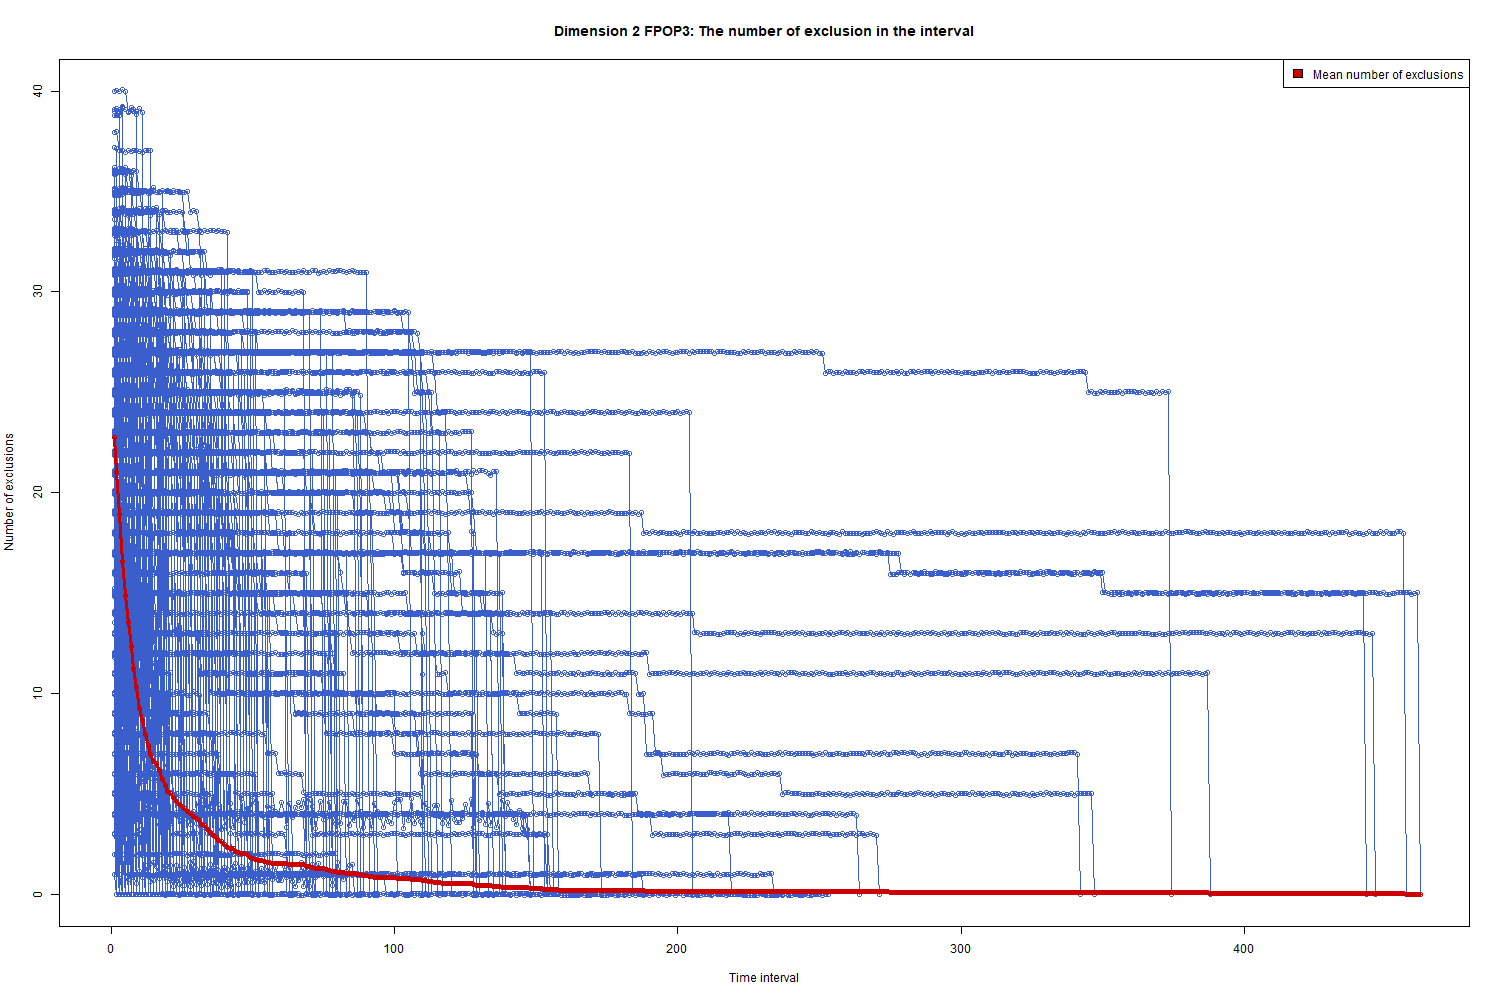 Dimension 2 FPOP3: The number of exclusion in the interval
Mean number of exclusions
Number of exclusions
40
30
20
10
0
0 100 200 300 400
Time interval